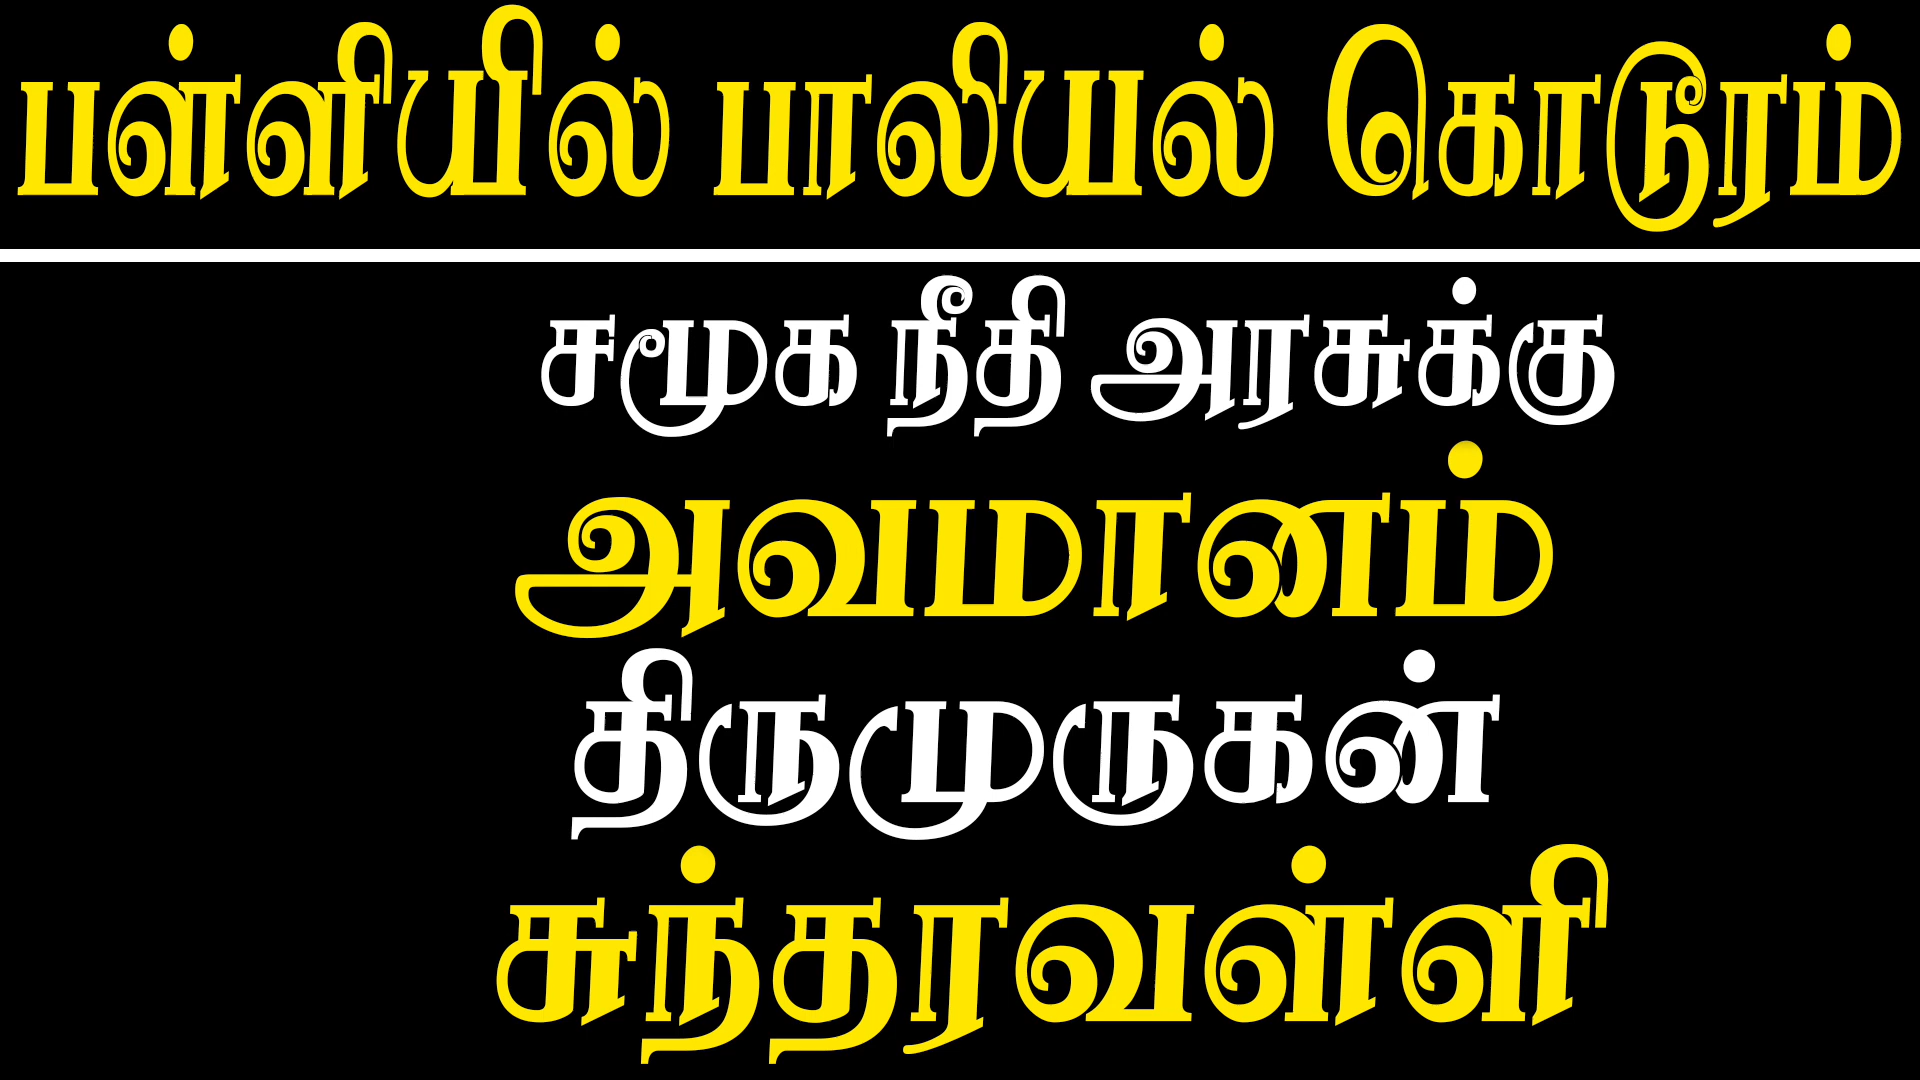 பள்ளியில் பாலியல் கொடூரம்
சமூக நீதி அரசுக்கு
அவமானம்
திருமுருகன்
சுந்தரவள்ளி